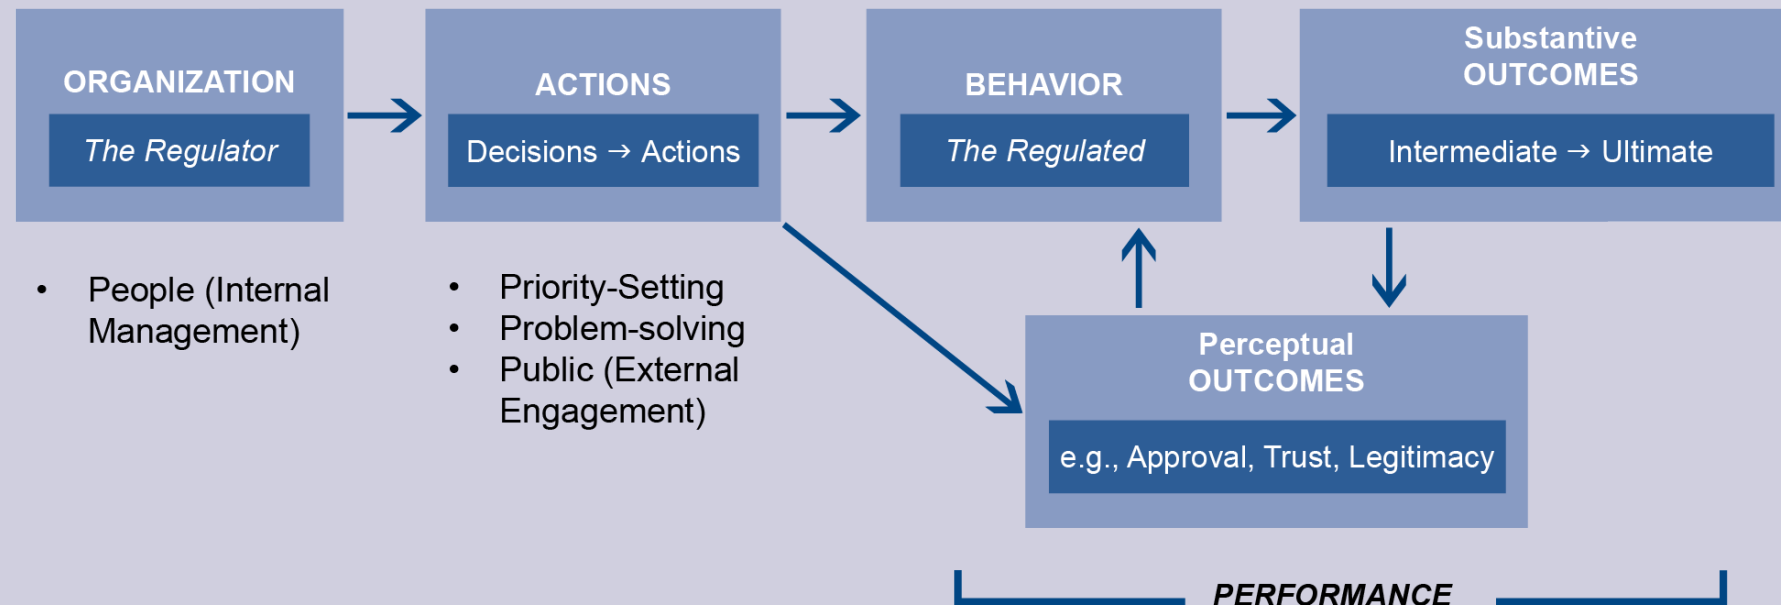 ORGANIZATION
The Regulator
• People (Internal
Management)
ACTIONS
Decisions → Actions
• Priority-Setting
• Problem-solving
• Public (External
Engagement)
BEHAVIOR
The Regulated
Substantive
OUTCOMES
Intermediate → Ultimate
Perceptual
OUTCOMES
e.g., Approval, Trust, Legitimacy
PERFORMANCE